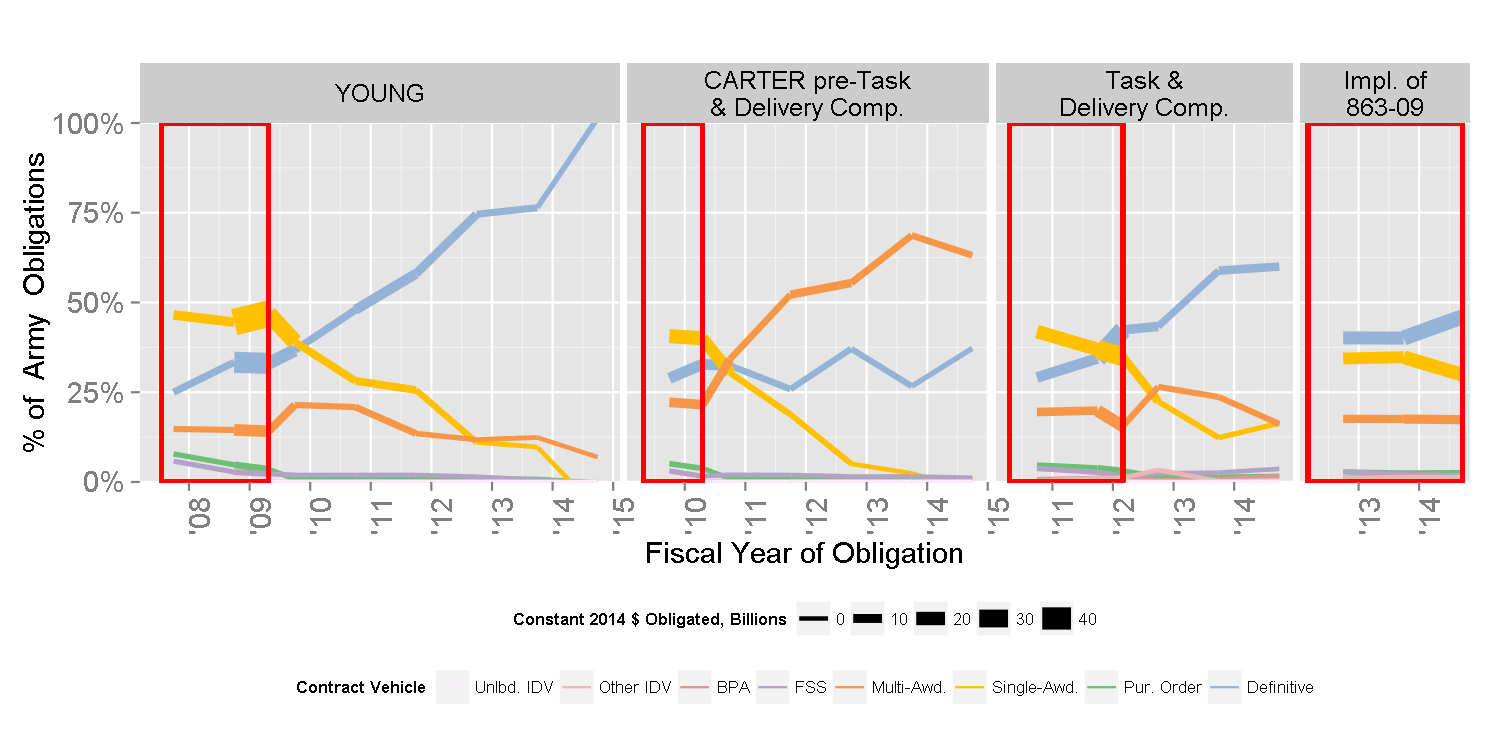 YOUNG
CARTER pre-Task
& Delivery Comp.
Task &
Delivery Comp.
Impl. of
863-09
100%
75%
50%
25%
0%
% of Army Obligations
'08 '09 '10 '11 '12 '13 '14 '15
'10 '11 '12 '13 '14 '15
'11 '12 '13 '14
'13 '14
Fiscal Year of Obligation
Constant 2014 $ Obligated, Billions 0 10 20 30 40
Contract Vehicle Unlbd. IDV Other IDV BPA FSS Multi-Awd. Single-Awd. Pur. Order Definitive